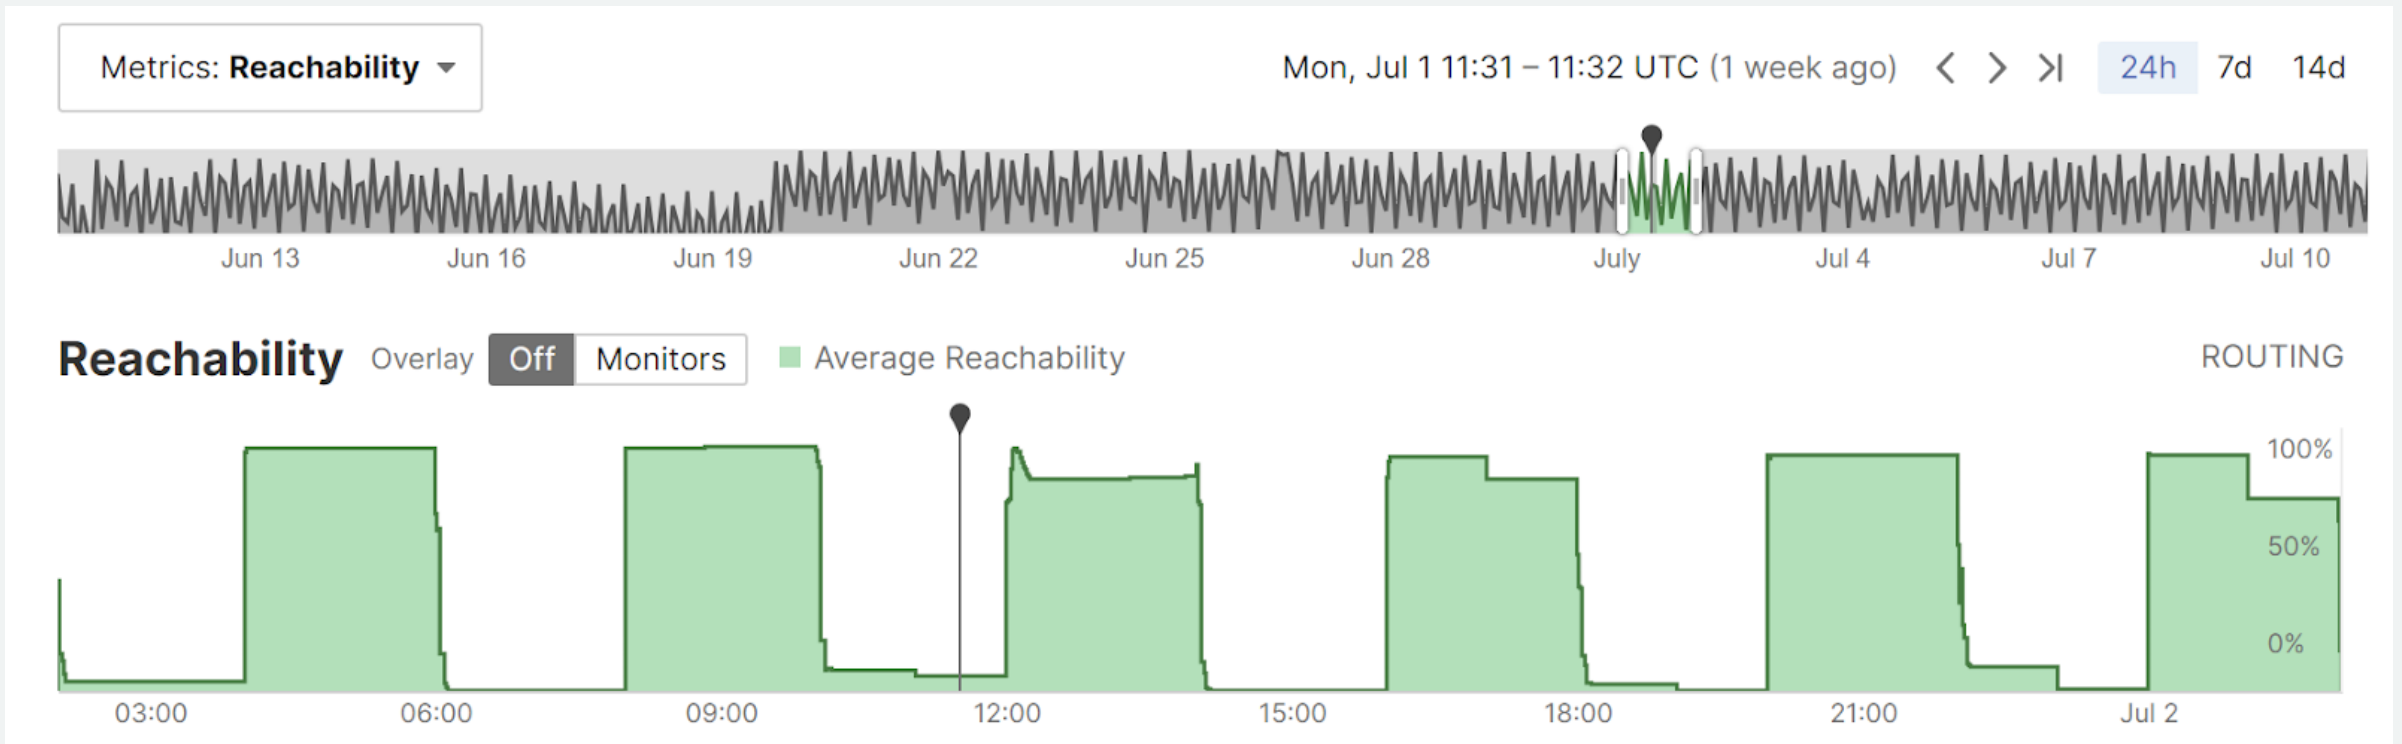 Metrics: Reachability
Mon, Jul 1 11:31 – 11:32 UTC (1 week ago) 24h 7d 14d
Jun 13 Jun 16 Jun 19 Jun 22 Jun 25 Jun 28 July Jul 4 Jul 7 Jul 10
Reachability Overlay Off Monitors Average Reachability ROUTING
100%
50%
0%
03:00 06:00 09:00 12:00 15:00 18:00 21:00 Jul 2